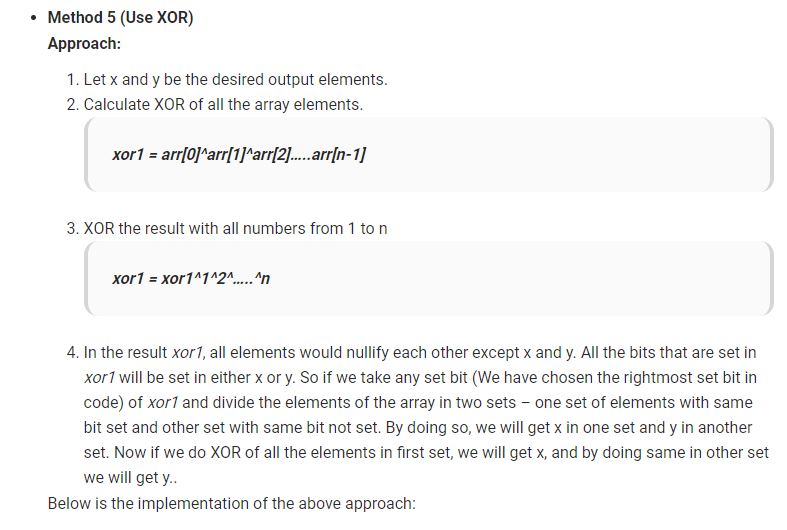 • Method 5 (Use XOR)
Approach:
1. Let x and y be the desired output elements.
2. Calculate XOR of all the array elements.
xor1 = arr[0]^arr[1]^arr[2].....arr[n-1]
3. XOR the result with all numbers from 1 to n
xor1 = xor1^1^2^.....^n
4. In the result xor1, all elements would nullify each other except x and y. All the bits that are set in
xor1 will be set in either x or y. So if we take any set bit (We have chosen the rightmost set bit in
code) of xor1 and divide the elements of the array in two sets – one set of elements with same
bit set and other set with same bit not set. By doing so, we will get x in one set and y in another
set. Now if we do XOR of all the elements in first set, we will get x, and by doing same in other set
we will get y..
Below is the implementation of the above approach: